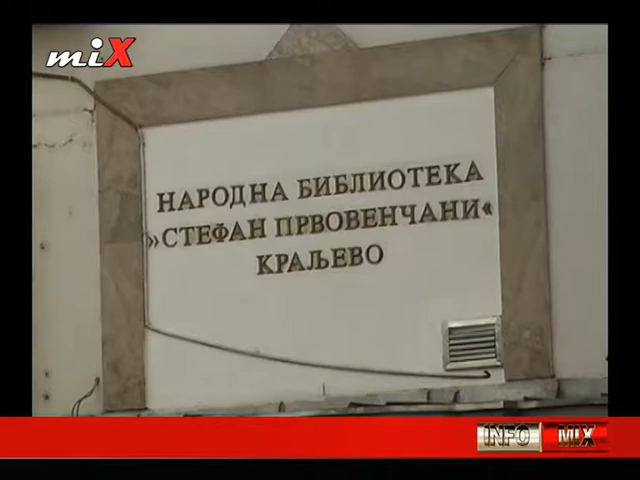 miX
НАРОДНА БИБЛИОТЕКА
»СТЕФАН ПРВОВЕНЧАНИ«
КРАЉЕВО
INFO MIX